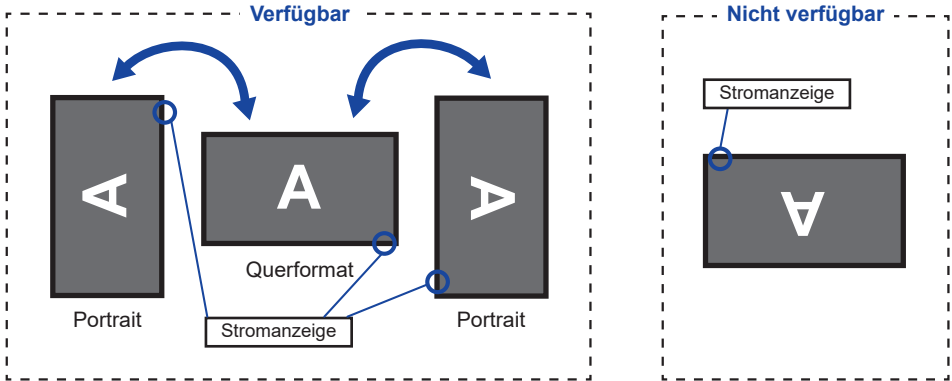 Verfügbar
Nicht verfügbar
Stromanzeige
A
A
A
A
Querformat
Portrait
Portrait
Stromanzeige